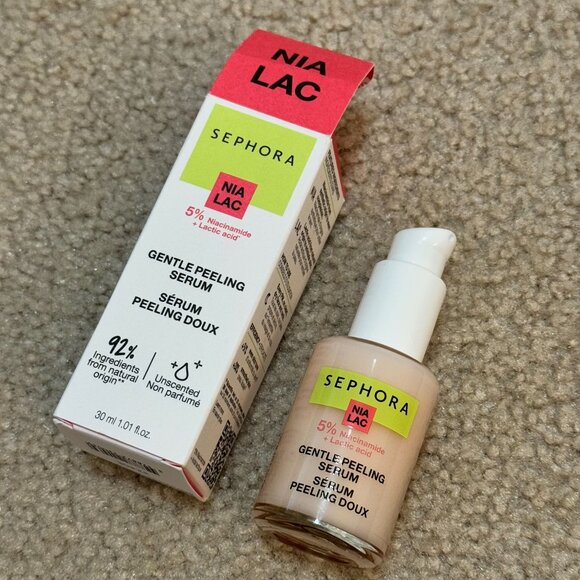 NIA
LAC
SEPHORA
NIA
LAC
5% Niacinamide
+ Lactic acid*
GENTLE PEELING
SERUM
SÉRUM
PEELING DOUX
92%
Ingredients
from natural
origin**
Unscented
Non parfumé
30 ml 1.01 fl.oz.
SEPHORA
NIA
LAC
5% Niacinamide
+ Lactic acid
GENTLE PEELING
SERUM
SÉRUM
PEELING DOUX